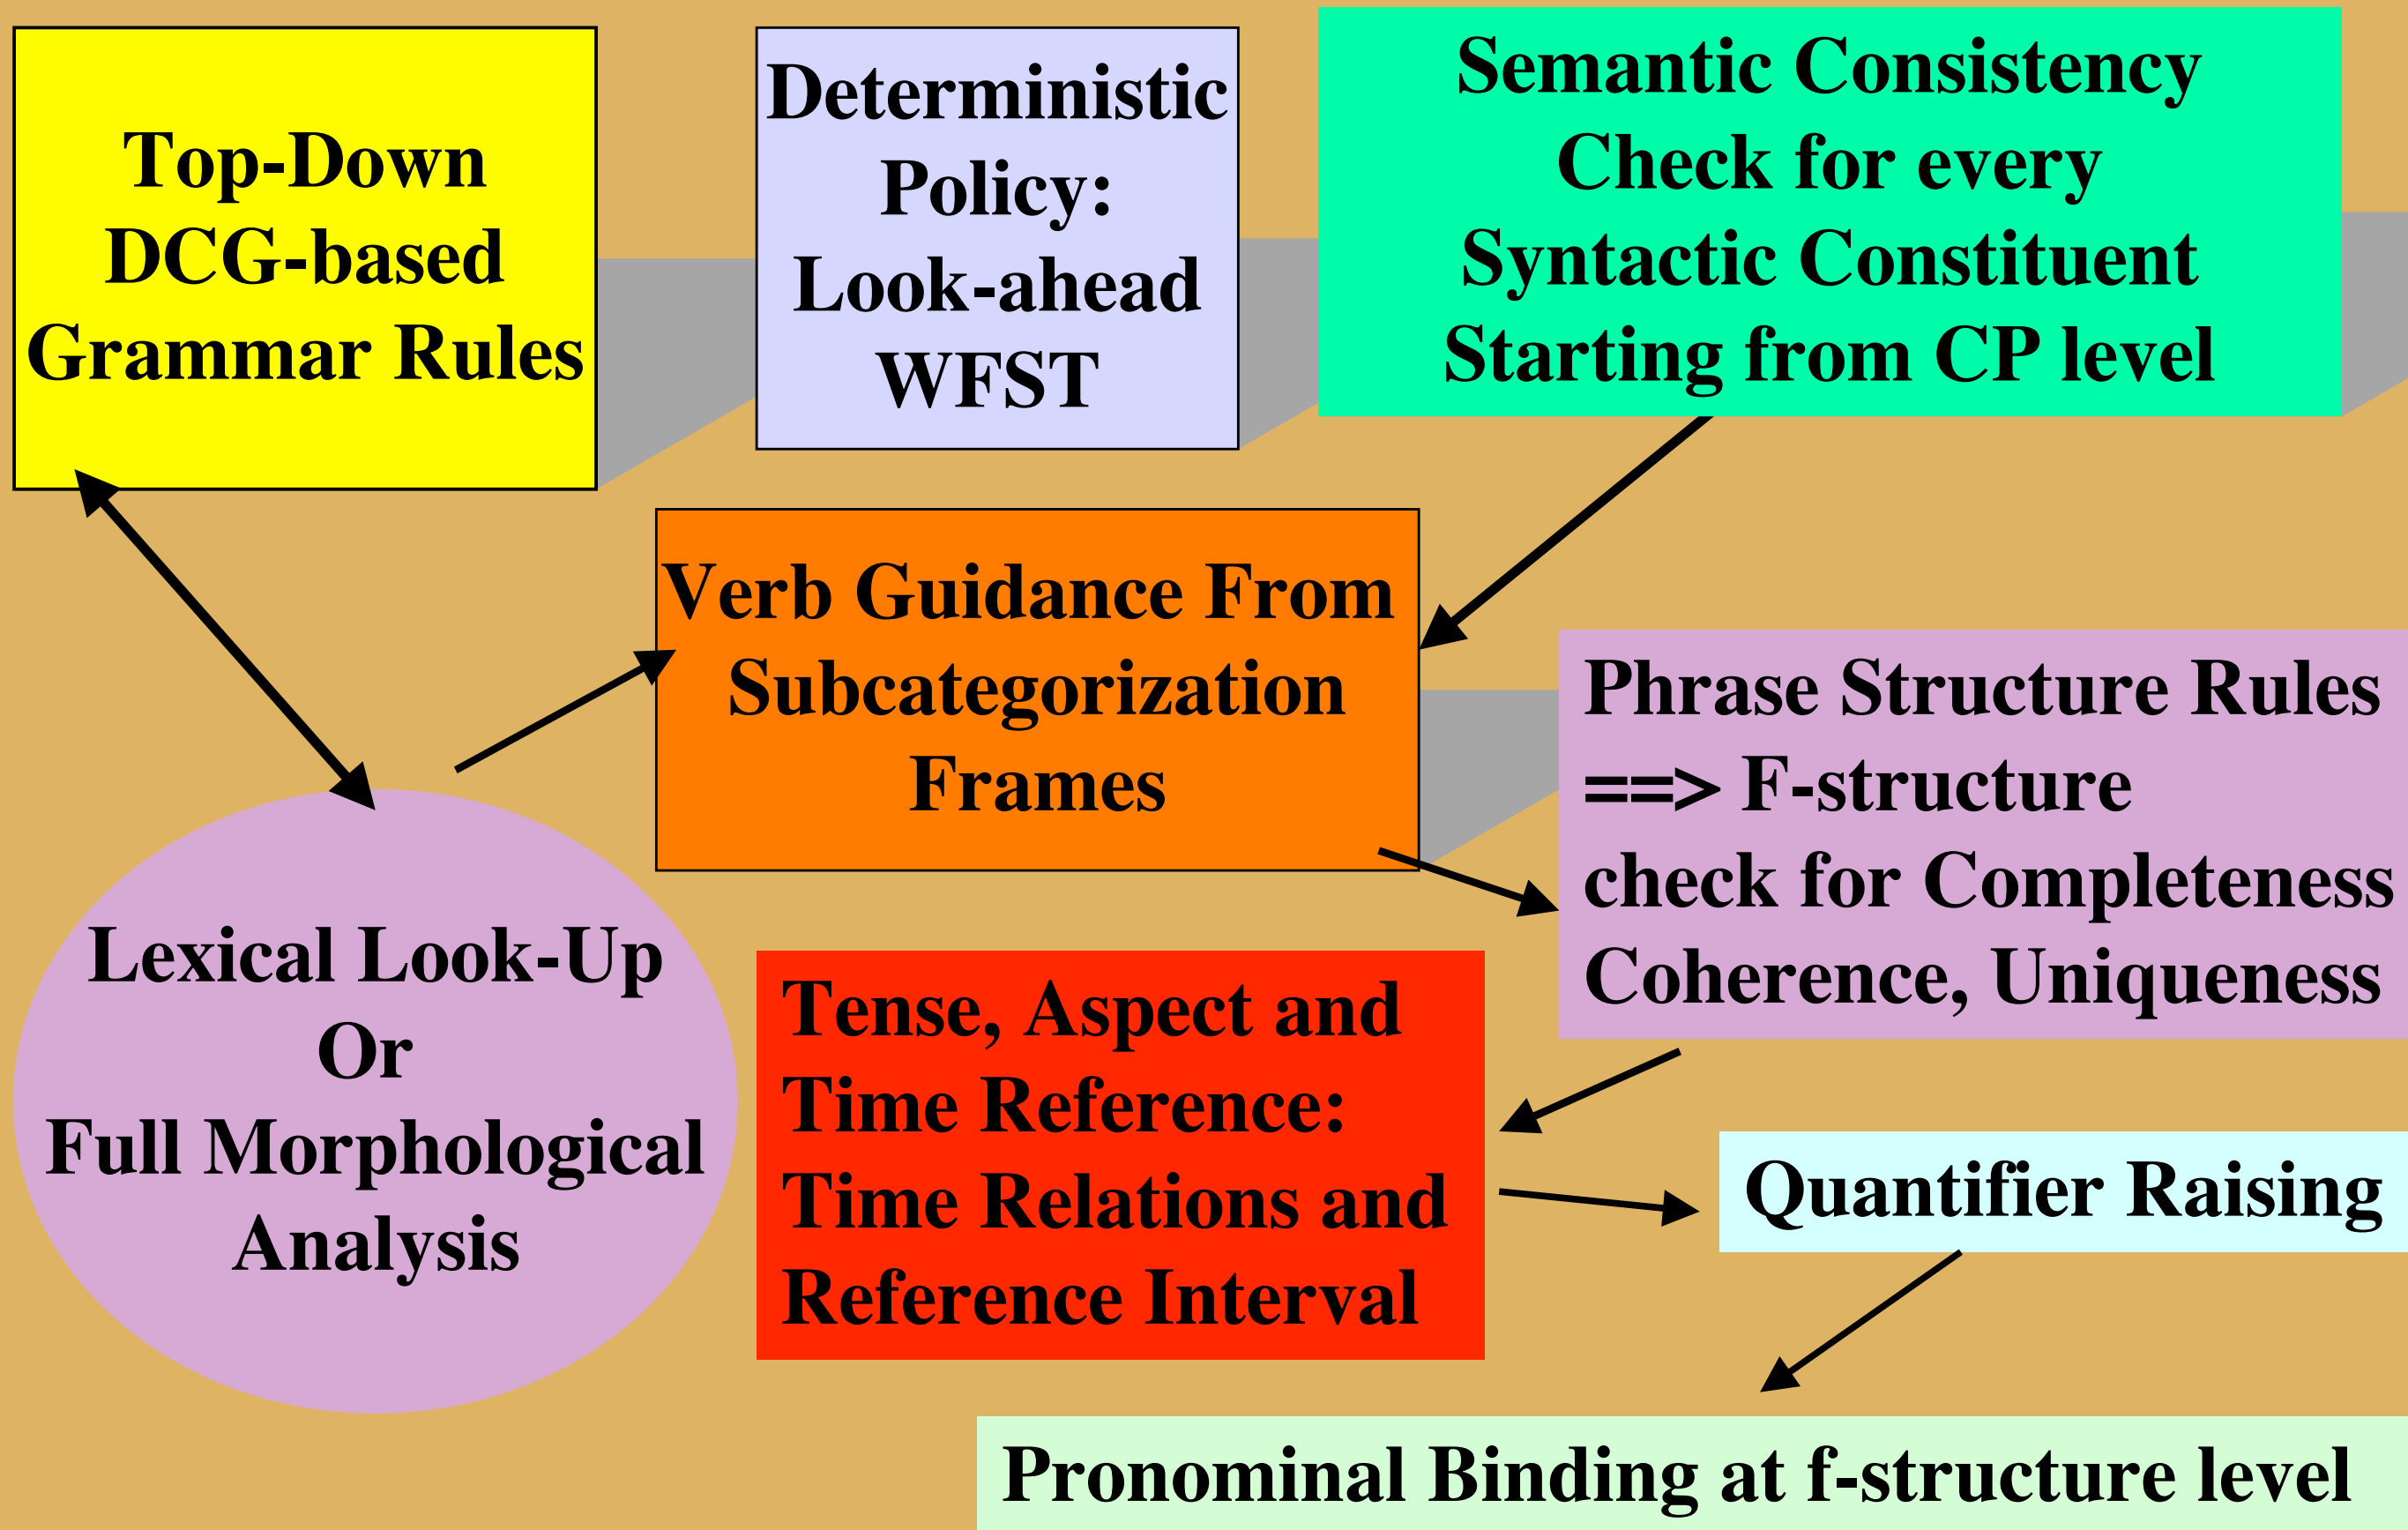 Top-Down
DCG-based
Grammar Rules
Deterministic
Policy:
Look-ahead
WFST
Semantic Consistency
Check for every
Syntactic Constituent
Starting from CP level
Verb Guidance From
Subcategorization
Frames
Phrase Structure Rules
==> F-structure
check for Completeness
Coherence, Uniqueness
Lexical Look-Up
Or
Full Morphological
Analysis
Tense, Aspect and
Time Reference:
Time Relations and
Reference Interval
Quantifier Raising
Pronominal Binding at f-structure level